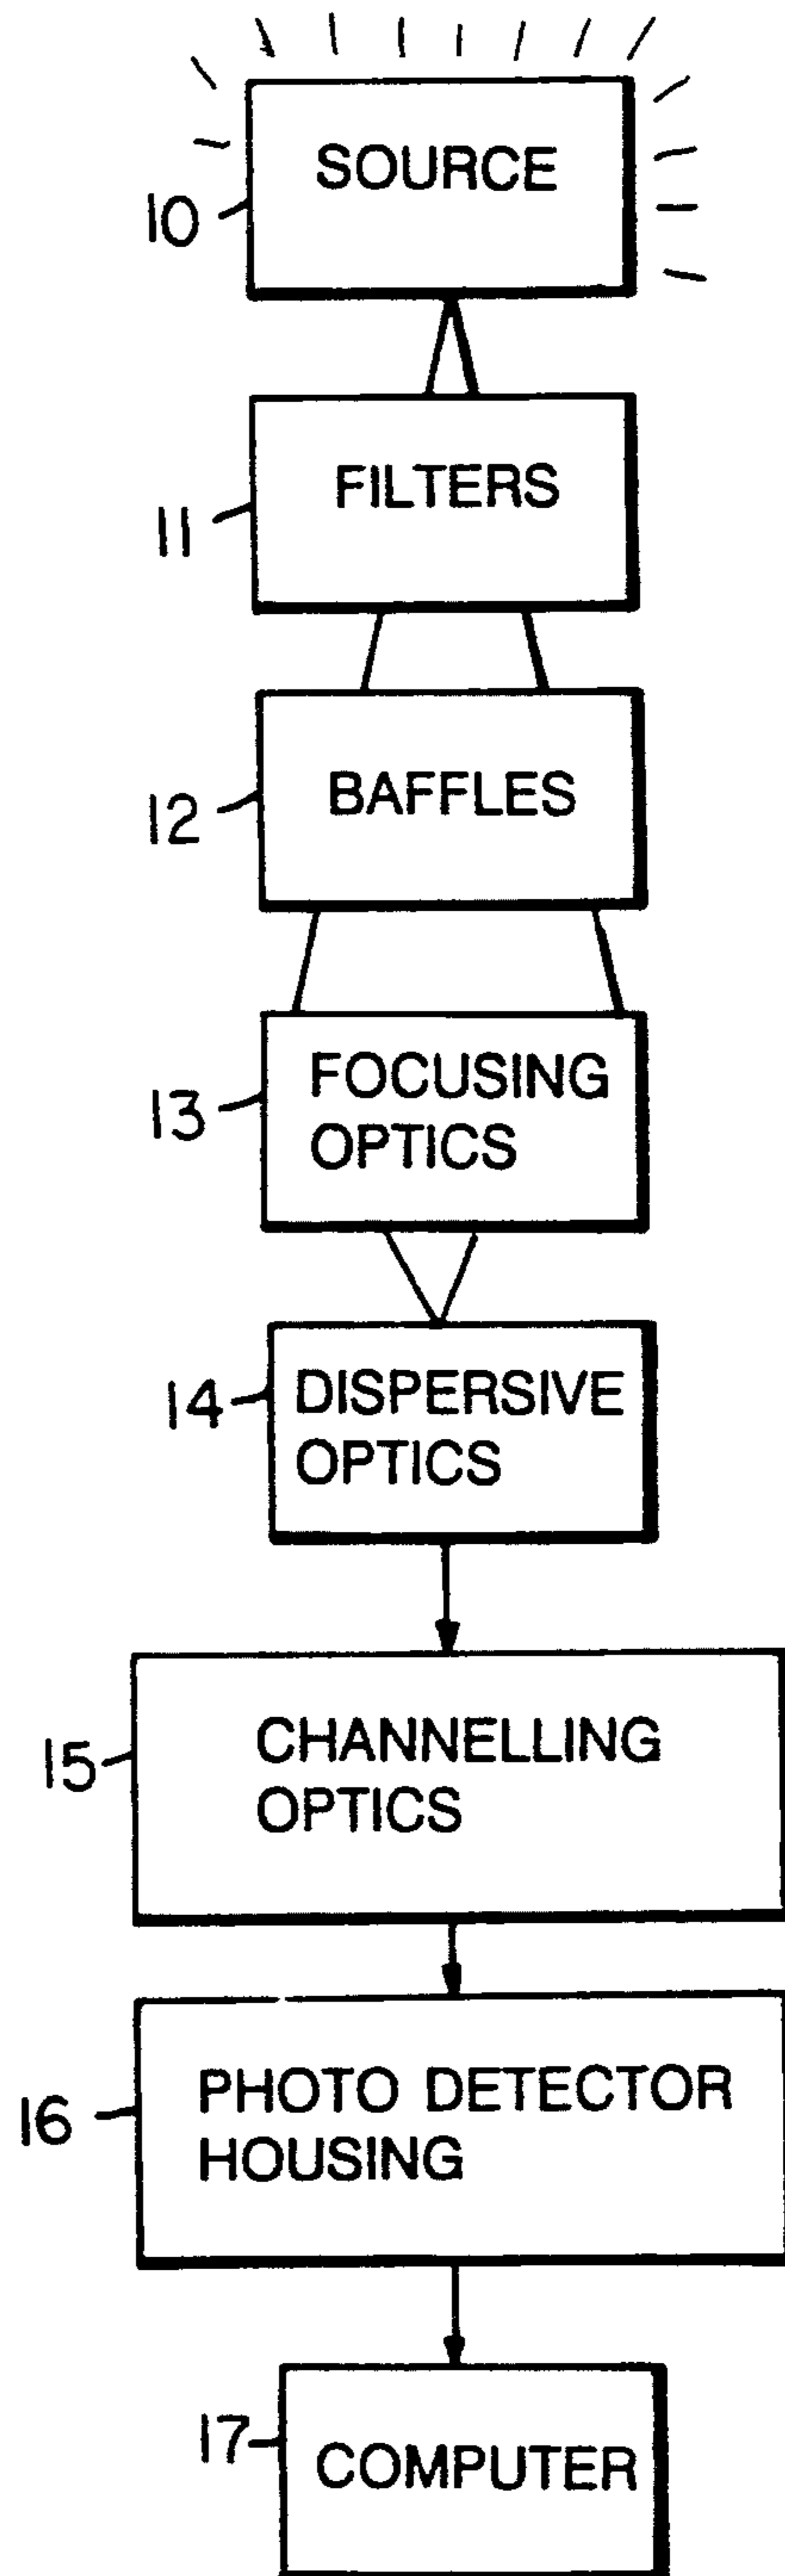 SOURCE
10
FILTERS
11
BAFFLES
12
FOCUSING
OPTICS
13
DISPERSIVE
OPTICS
14
CHANNELLING
OPTICS
15
PHOTO DETECTOR
HOUSING
16
COMPUTER
17